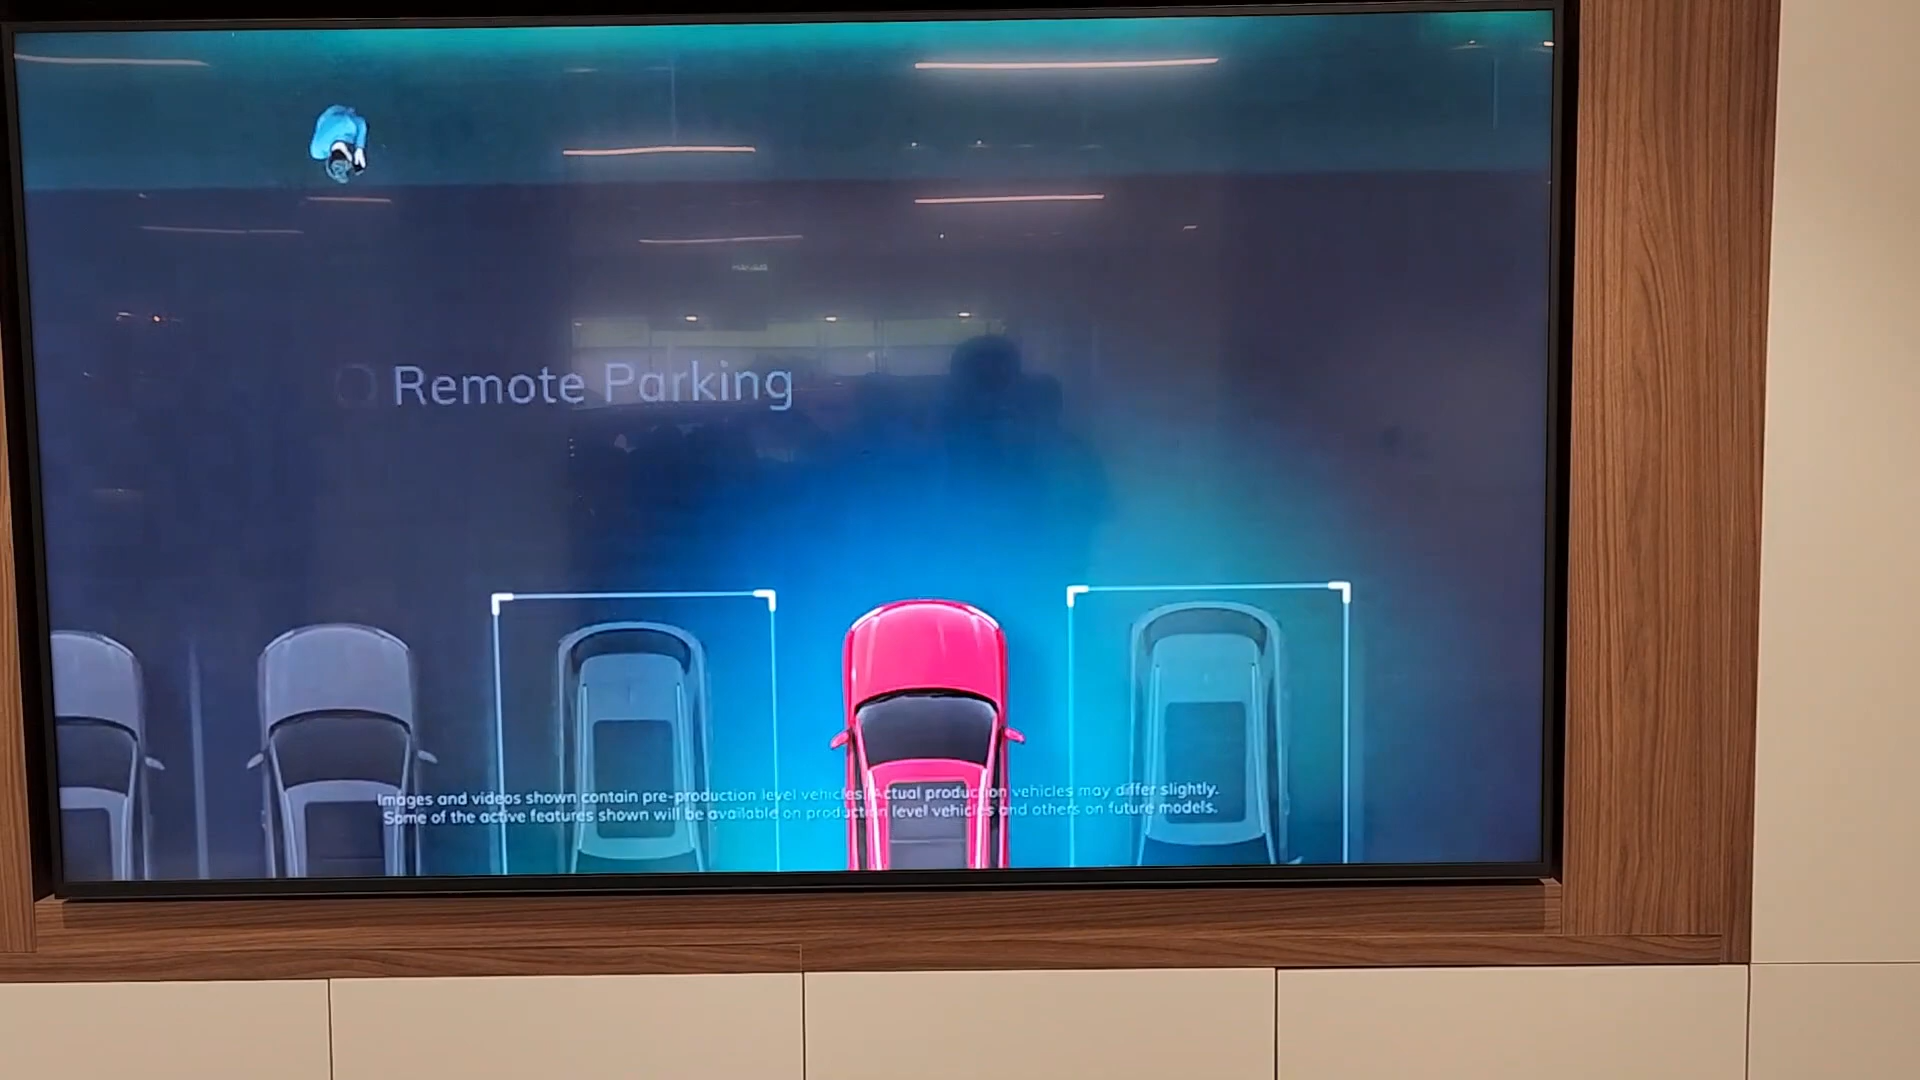 Remote Parking
Images and videos shown contain pre-production level vehicles. Actual production vehicles may differ slightly.
Some of the active features shown will be available on production level vehicles and others on future models.